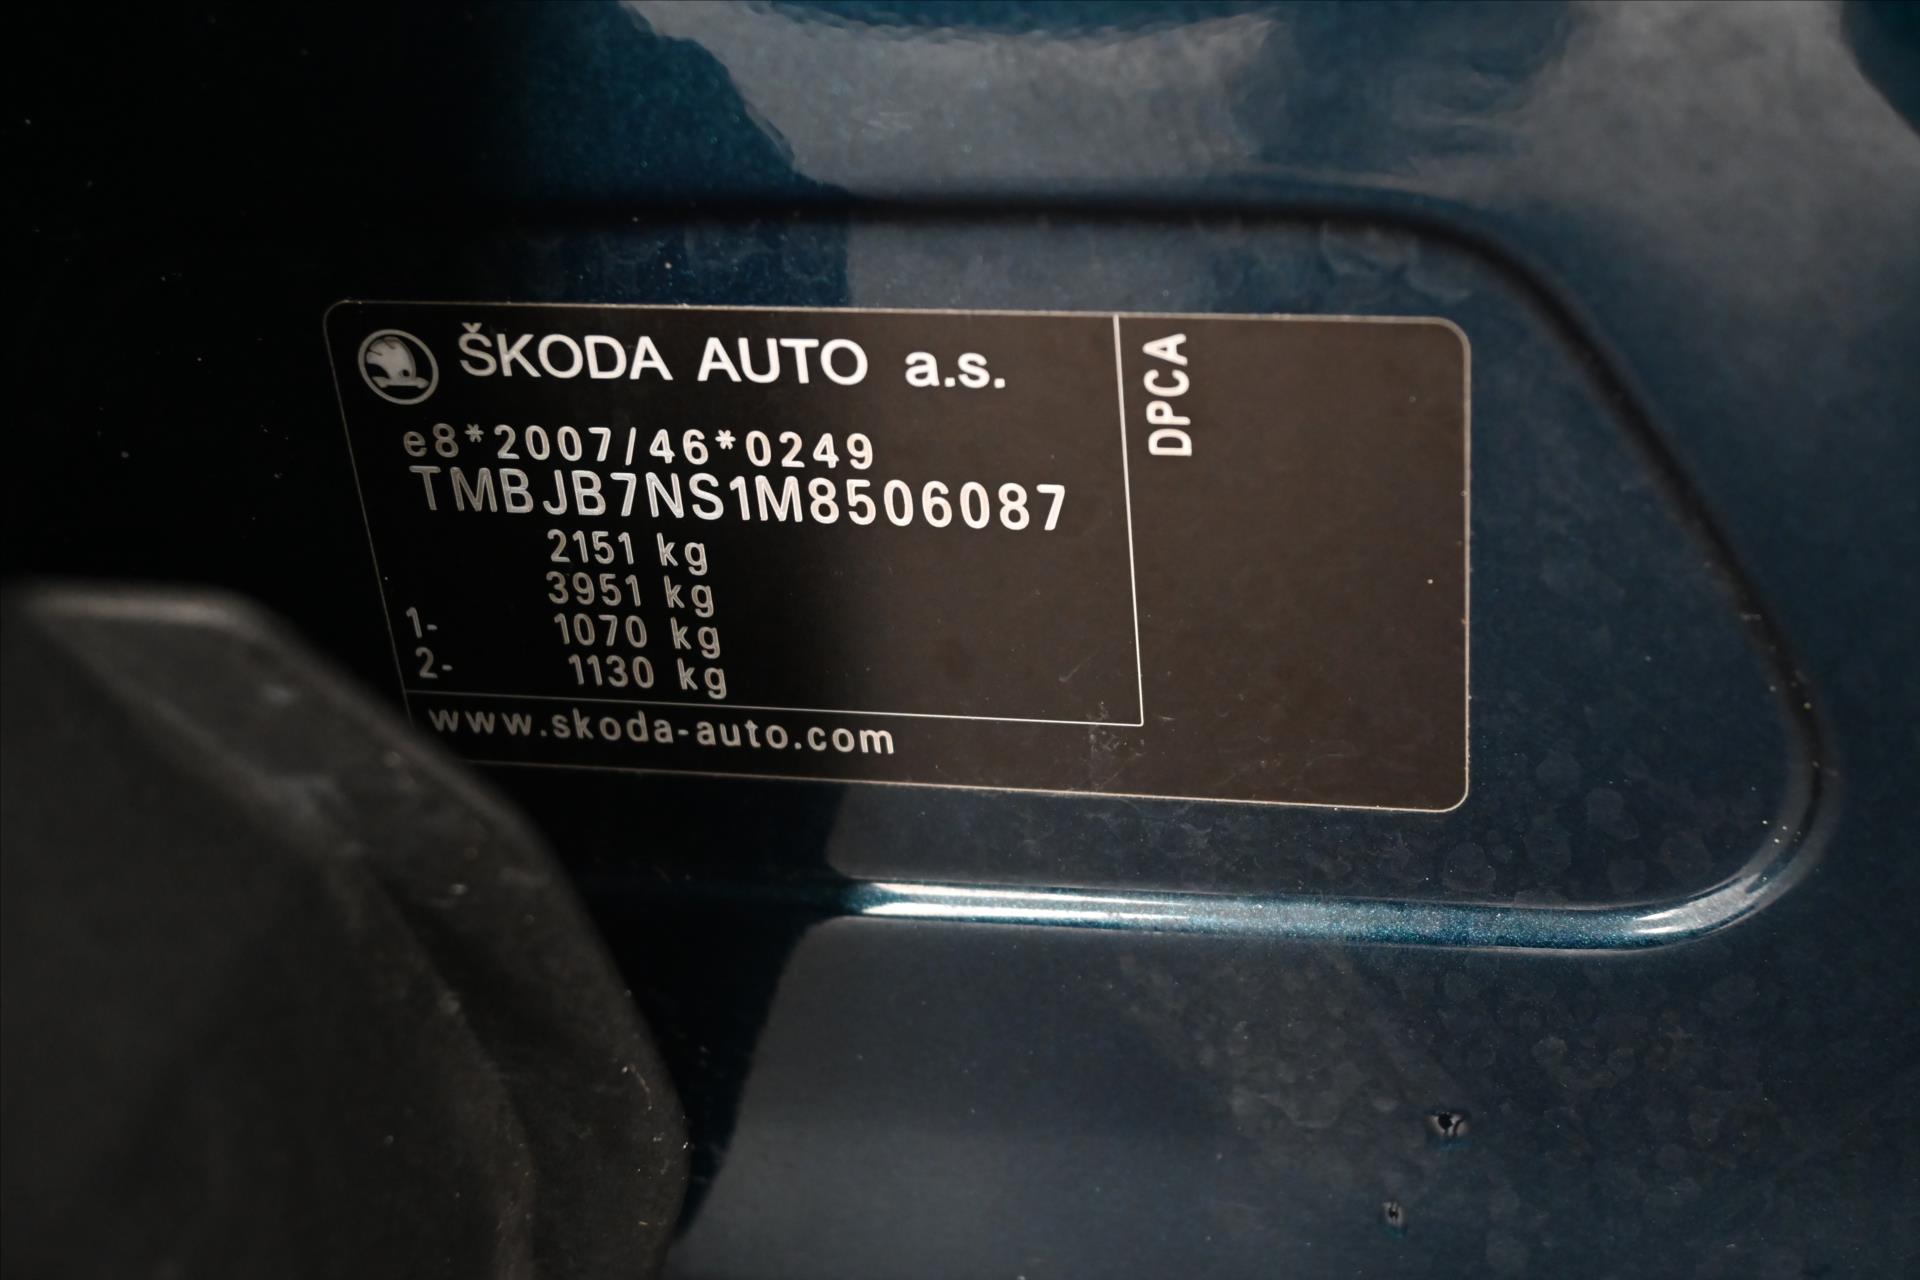 ŠKODA AUTO a.s.
e8*2007/46*0249
TMBJB7NS1M8506087
2151 kg
3951 kg
1- 1070 kg
2- 1130 kg
www.skoda-auto.com
DPCA